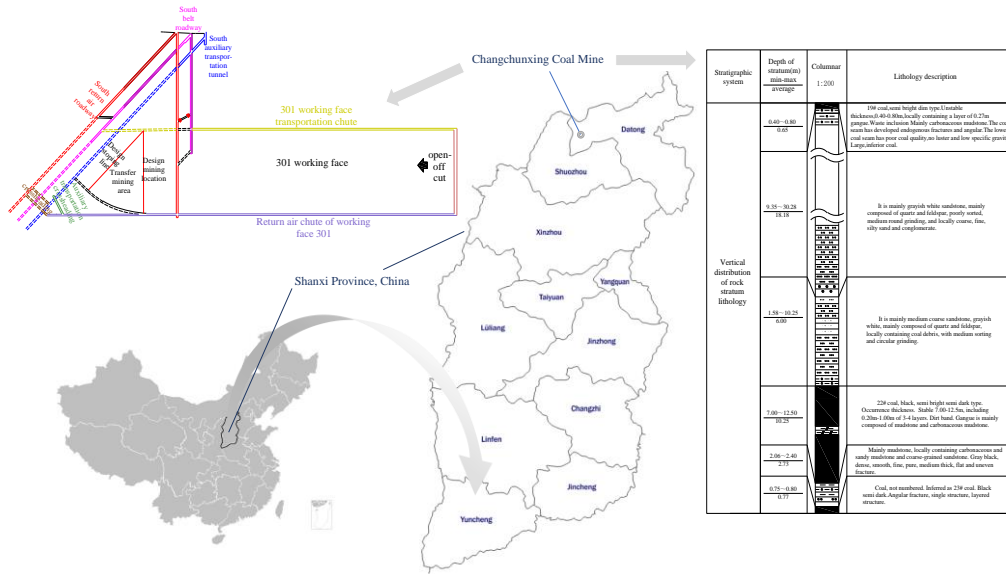 South
belt
roadway
South
auxiliary
transpor-
tation
tunnel
South
return
air
roadway
301 working face
transportation chute
301 working face
open-
off
cut
Design
stoping
line
Design
mining
location
Transfer
mining
area
Auxiliary
transportation
Return air chute of working
face 301
Changchunxing Coal Mine
Shanxi Province, China
Datong
Shuozhou
Xinzhou
Yangquan
Taiyuan
Lüliang
Jinzhong
Changzhi
Linfen
Jincheng
Yuncheng
Stratigraphic
system
Depth of
stratum(m)
min-max
average
Columnar
1:200
Lithology description
Vertical
distribution
of rock
stratum
lithology
0.40~0.80
0.65
19# coal,semi bright dim type.Unstable
thickness,0.40-0.80m,locally containing a layer of 0.27m
gangue.Waste inclusion Mainly carbonaceous mudstone.The coa
seam has developed endogenous fractures and angular.The lower
coal seam has poor coal quality,no luster and low specific gravit
Large,inferior coal.
9.35~30.28
18.18
It is mainly grayish white sandstone, mainly
composed of quartz and feldspar, poorly sorted,
medium round grinding, and locally coarse, fine,
silty sand and conglomerate.
1.58~10.25
6.00
It is mainly medium coarse sandstone, grayish
white, mainly composed of quartz and feldspar,
locally containing coal debris, with medium sorting
and circular grinding.
7.00~12.50
10.25
22# coal, black, semi bright semi dark type.
Occurrence thickness. Stable 7.00-12.5m, including
0.20m-1.00m of 3-4 layers. Dirt band. Gangue is mainly
composed of mudstone and carbonaceous mudstone.
2.06~2.40
2.73
Mainly mudstone, locally containing carbonaceous and
sandy mudstone and coarse-grained sandstone. Gray black,
dense, smooth, fine, pure, medium thick, flat and uneven
fracture.
0.75~0.80
0.77
Coal, not numbered. Inferred as 23# coal. Black
semi dark.Angular fracture, single structure, layered
structure.